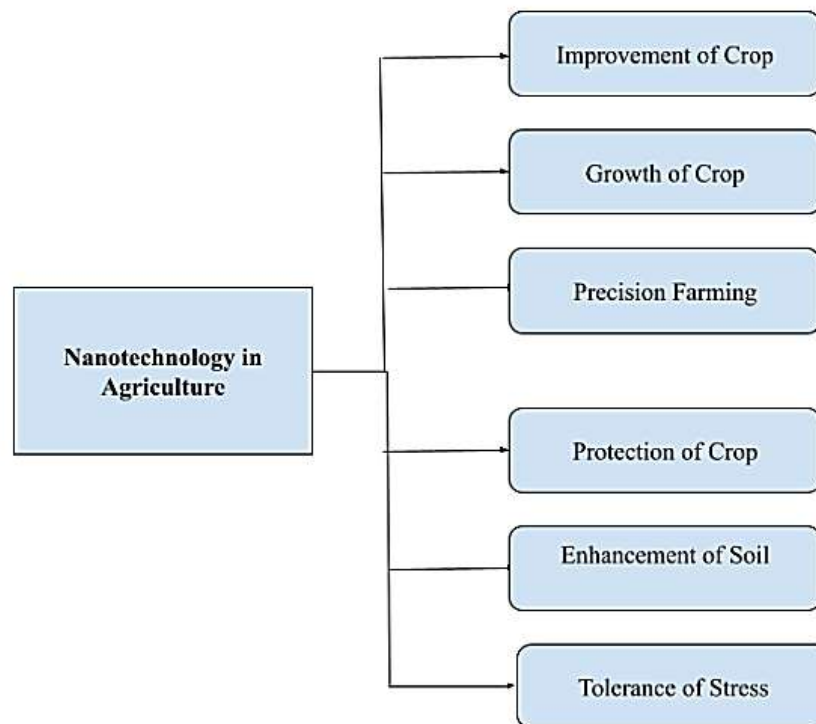 Improvement of Crop
Growth of Crop
Precision Farming
Nanotechnology in
Agriculture
Protection of Crop
Enhancement of Soil
Tolerance of Stress